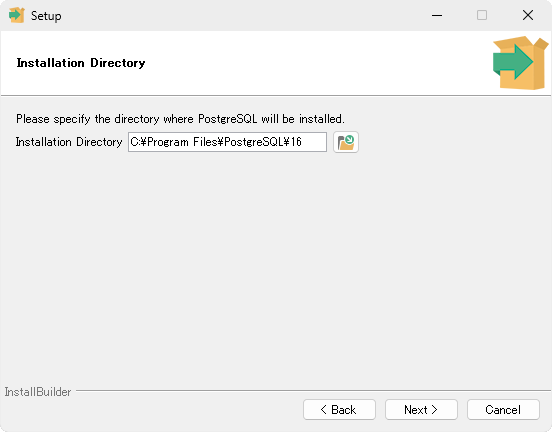 Setup
Installation Directory
Please specify the directory where PostgreSQL will be installed.
Installation Directory C:¥Program Files¥PostgreSQL¥16
InstallBuilder
< Back Next > Cancel